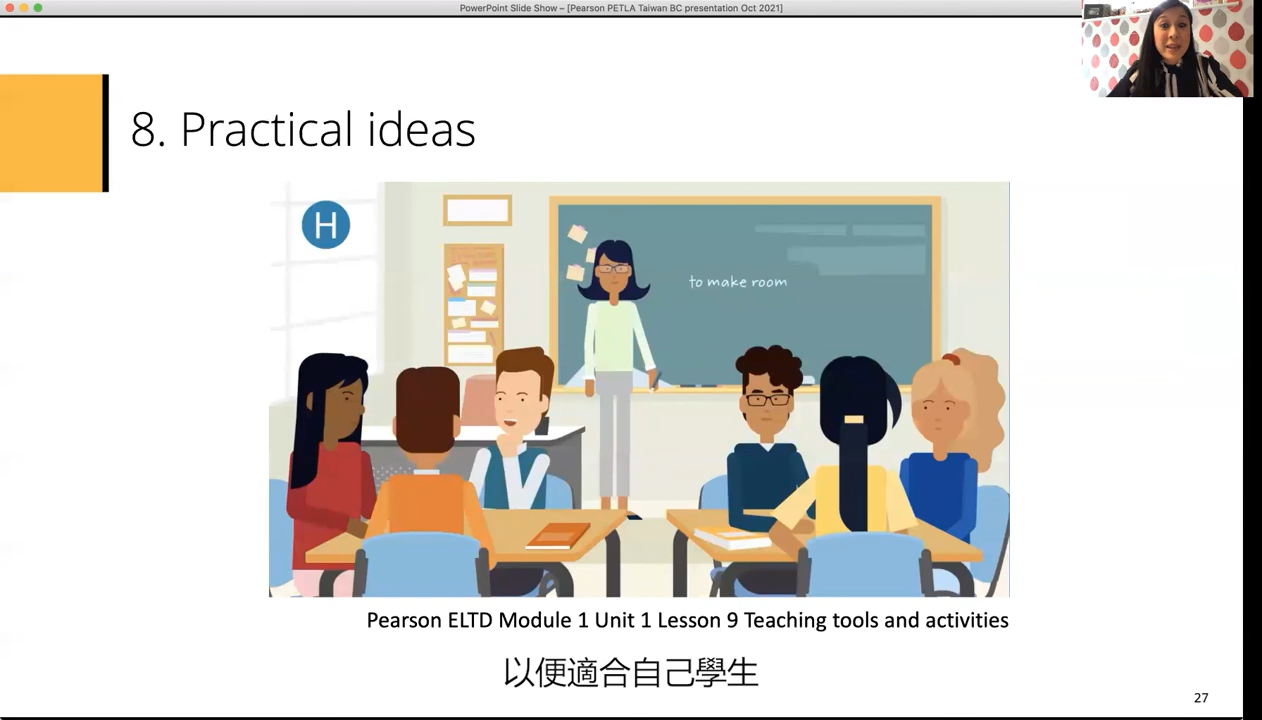 PowerPoint Slide Show – [Pearson PETLA Taiwan BC presentation Oct 2021]
8. Practical ideas
H
to make room
Pearson ELTD Module 1 Unit 1 Lesson 9 Teaching tools and activities
以便適合自己學生
27